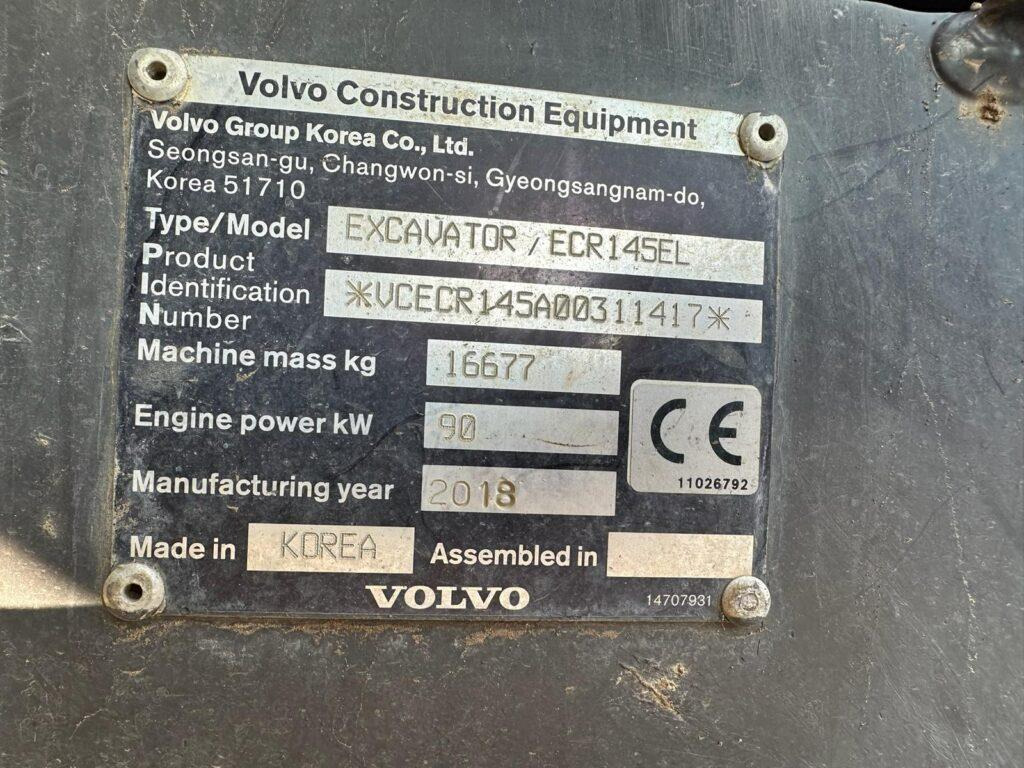 Volvo Construction Equipment
Volvo Group Korea Co., Ltd.
Seongsan-gu, Changwon-si, Gyeongsangnam-do,
Korea 51710
Type/Model EXCAVATOR / ECR145EL
Product
Identification *VCECR145A00311417*
Number
Machine mass kg 16677
Engine power kW 90
CE
Manufacturing year 2018
11026792
Made in KOREA Assembled in
VOLVO 14707931